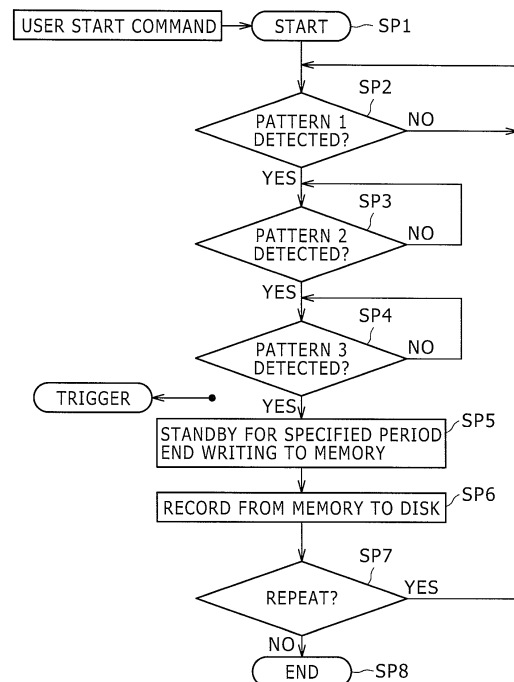 USER START COMMAND
START
SP1
SP2
PATTERN 1
DETECTED?
NO
YES
SP3
PATTERN 2
DETECTED?
NO
YES
SP4
PATTERN 3
DETECTED?
NO
TRIGGER
YES
SP5
STANDBY FOR SPECIFIED PERIOD
END WRITING TO MEMORY
SP6
RECORD FROM MEMORY TO DISK
SP7
REPEAT?
YES
NO
END
SP8